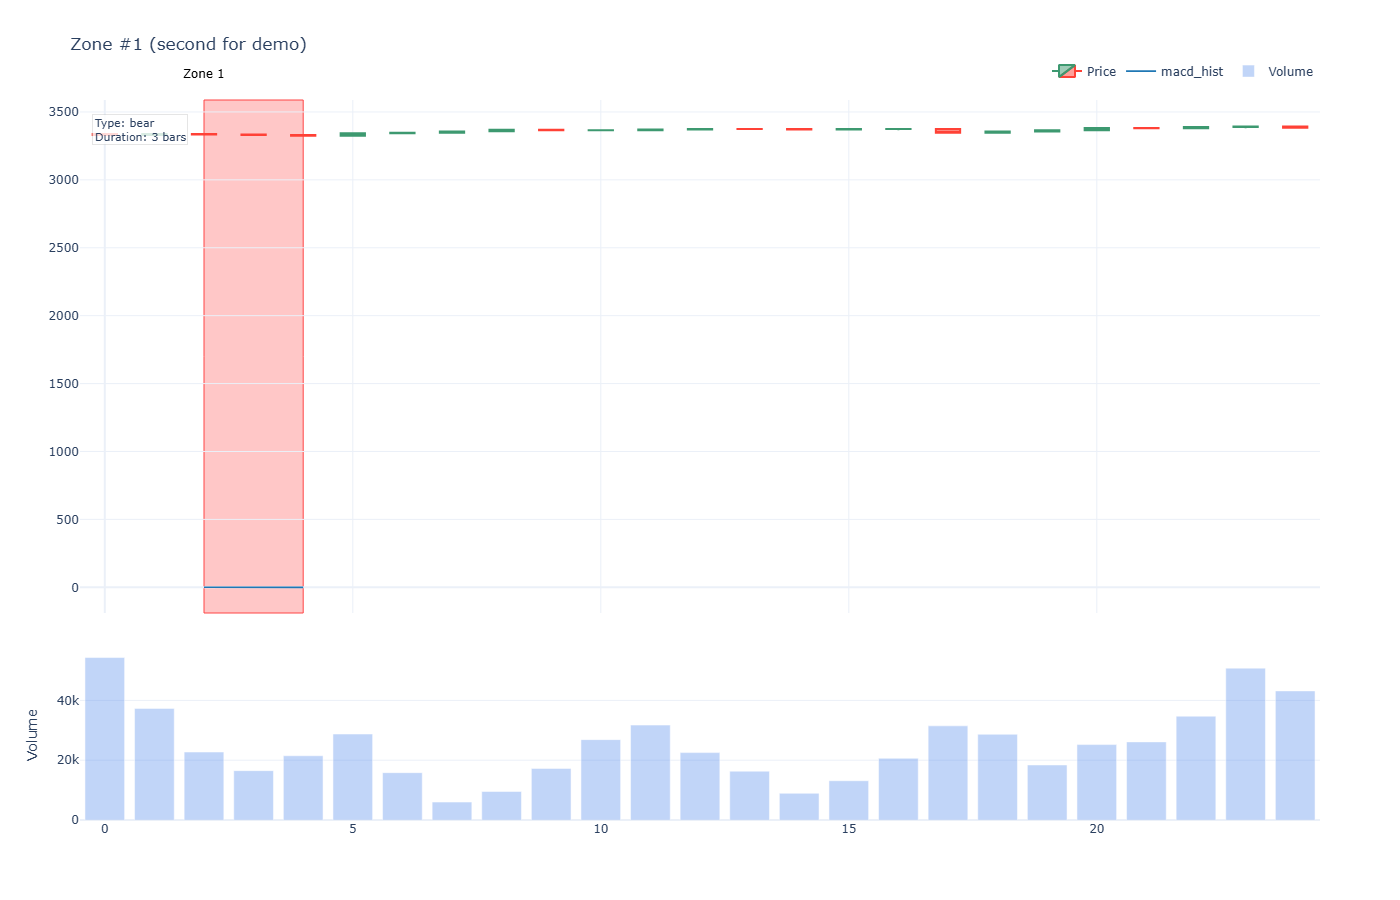 Zone #1 (second for demo)
Zone 1
Price
macd_hist
Volume
Type: bear
Duration: 3 bars
3500
3000
2500
2000
1500
1000
500
0
Volume
40k
20k
0
0
5
10
15
20